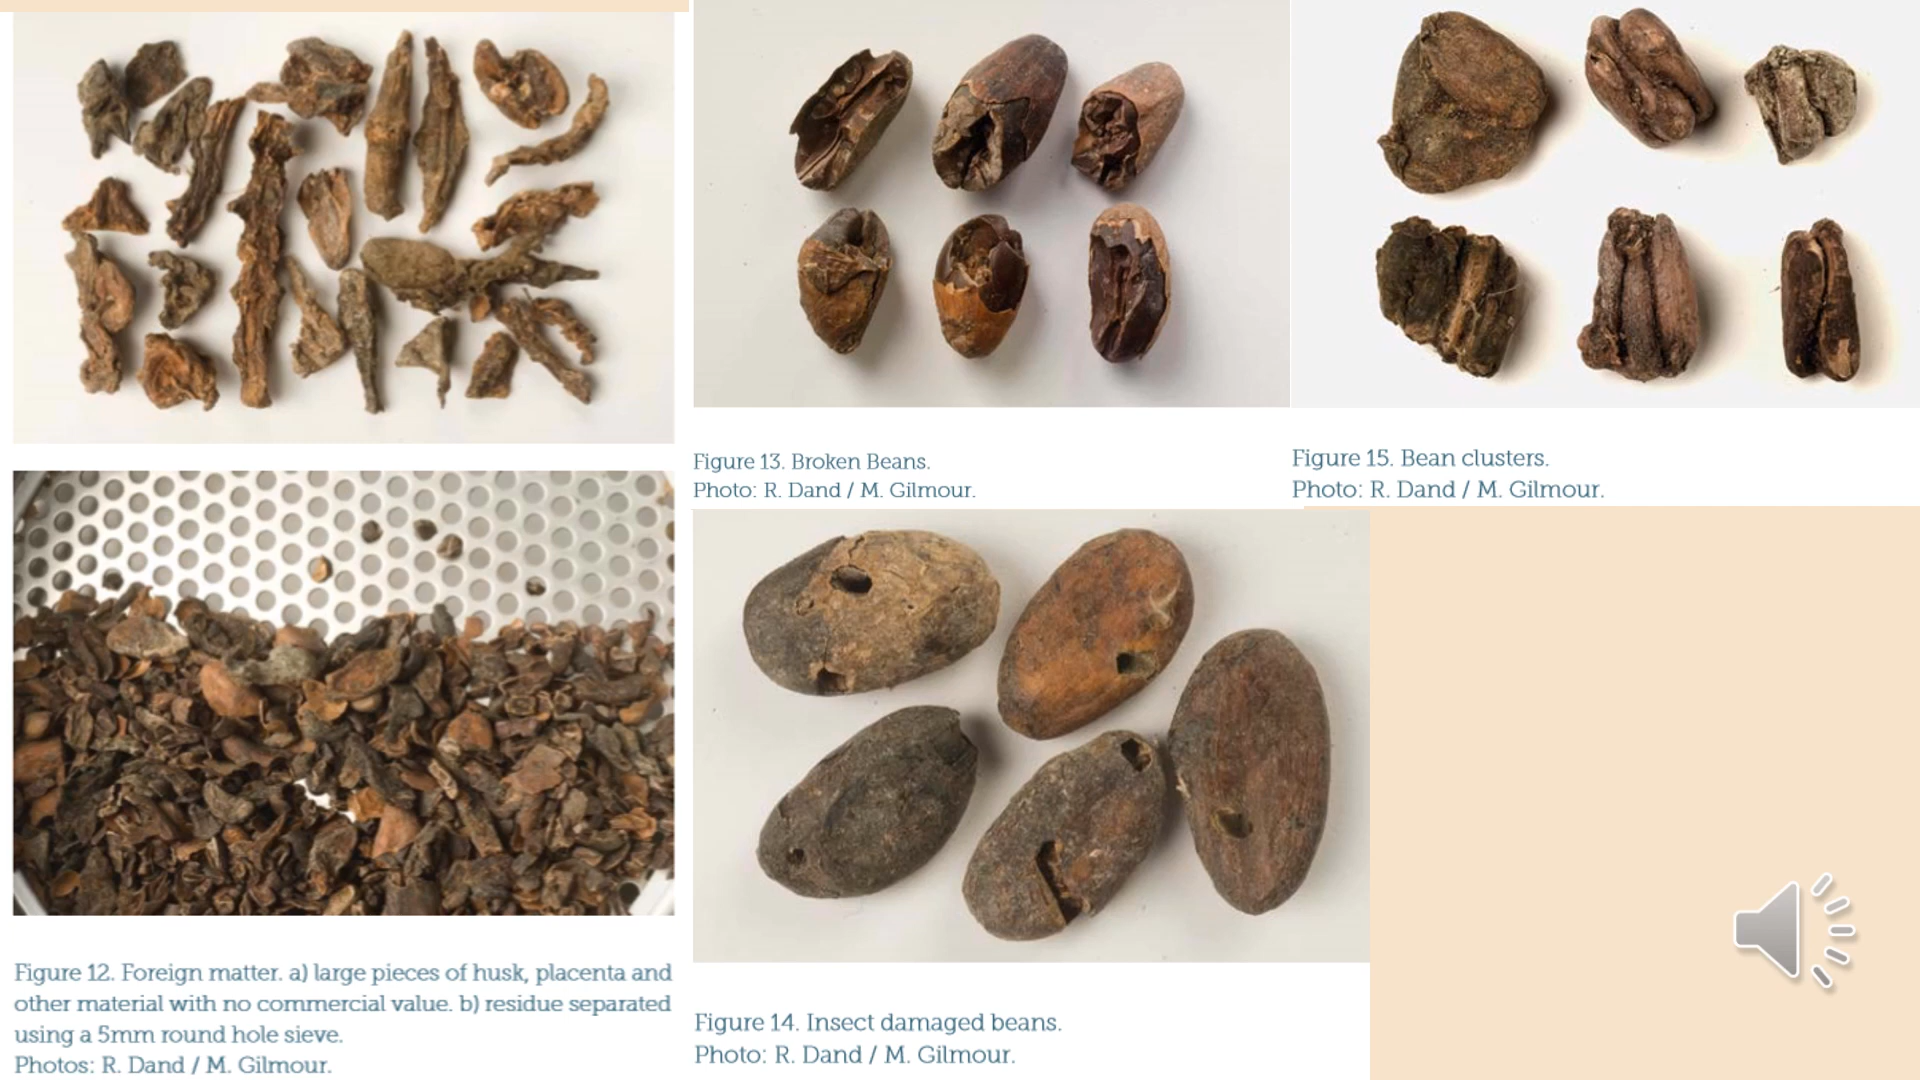 Figure 13. Broken Beans.
Photo: R. Dand / M. Gilmour.
Figure 15. Bean clusters.
Photo: R. Dand / M. Gilmour.
Figure 12. Foreign matter. a) large pieces of husk, placenta and
other material with no commercial value. b) residue separated
using a 5mm round hole sieve.
Photos: R. Dand / M. Gilmour.
Figure 14. Insect damaged beans.
Photo: R. Dand / M. Gilmour.